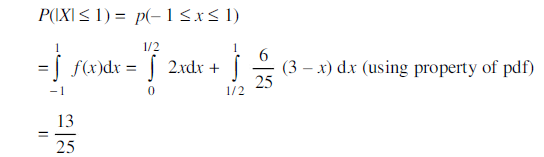 P(|X| ≤ 1) = p(– 1 ≤ x ≤ 1)
= ∫_{–1}^{1} f(x)dx = ∫_{0}^{1/2} 2xdx + ∫_{1/2}^{1} 6/25 (3 – x) dx (using property of pdf)
= 13/25